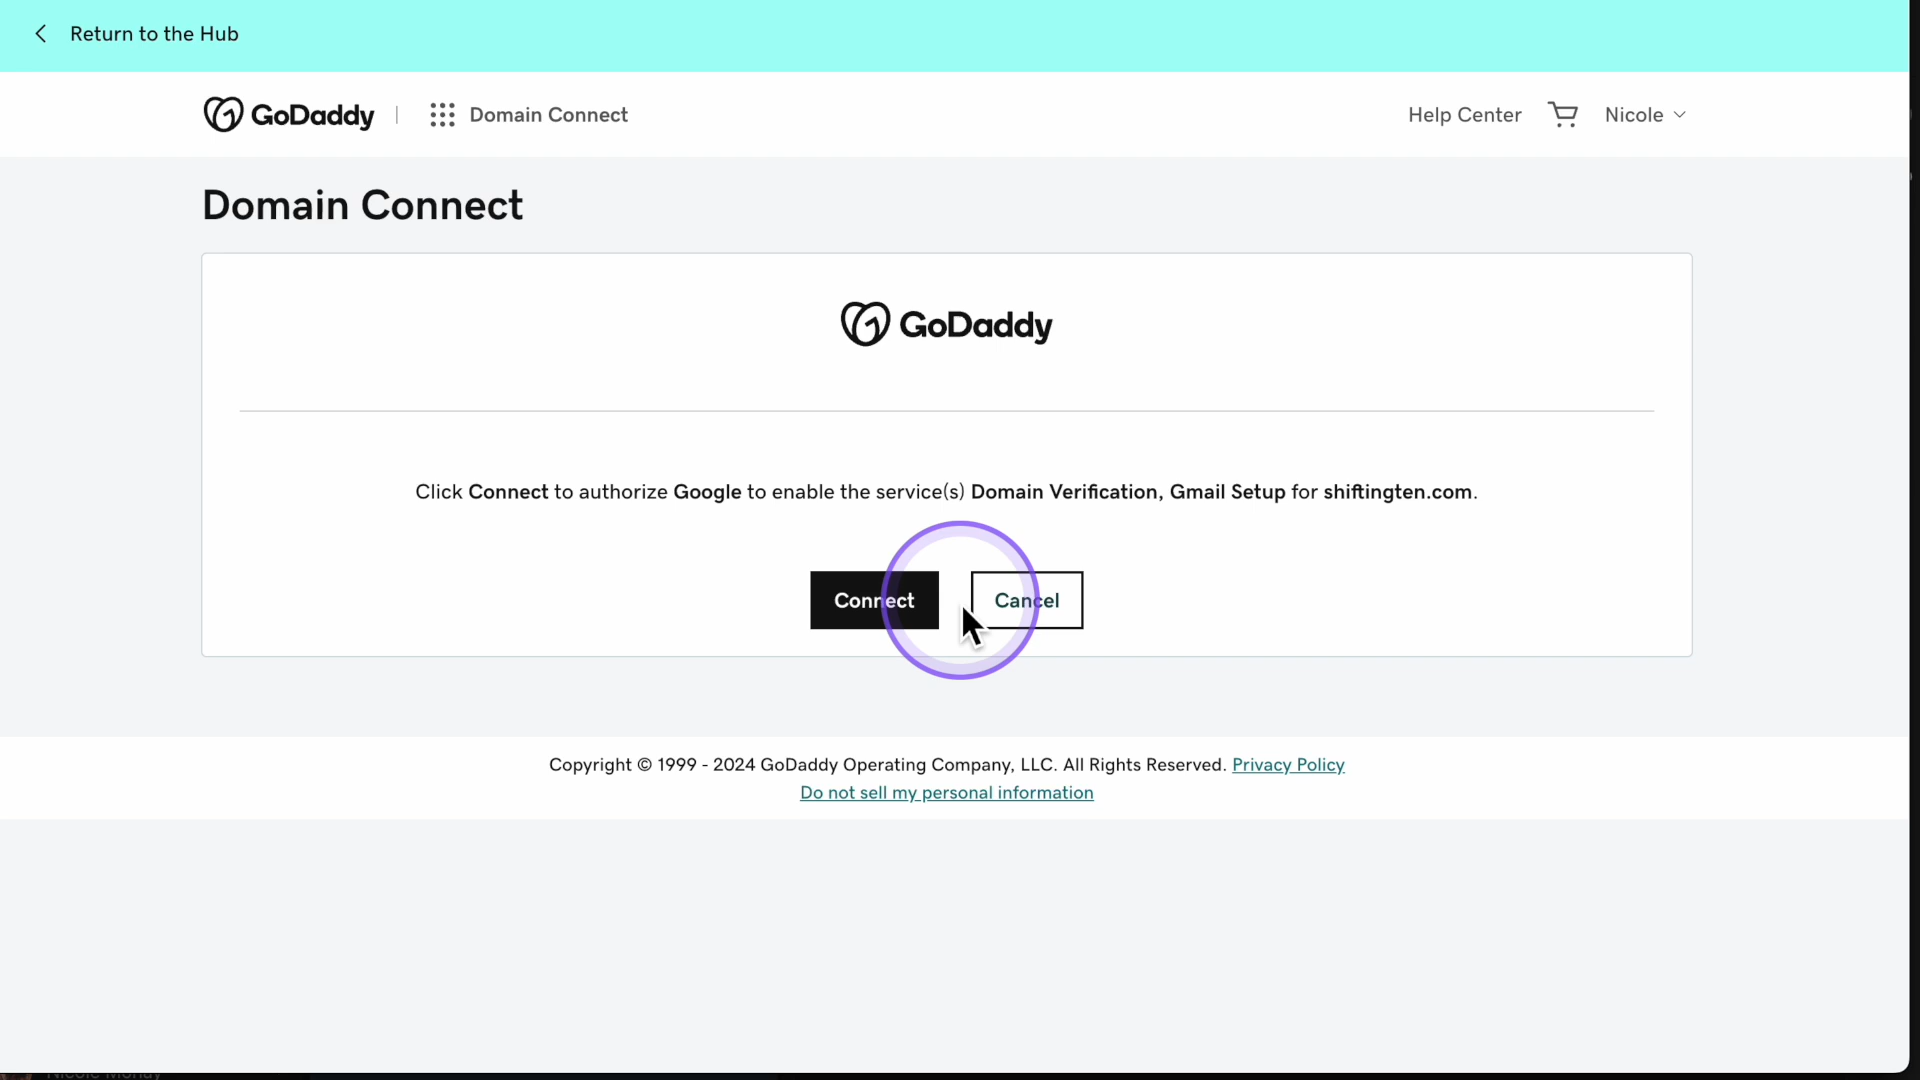 Return to the Hub
GoDaddy
Domain Connect
Help Center
Nicole
Domain Connect
GoDaddy
Click Connect to authorize Google to enable the service(s) Domain Verification, Gmail Setup for shiftingten.com.
Connect
Cancel
Copyright © 1999 - 2024 GoDaddy Operating Company, LLC. All Rights Reserved. Privacy Policy
Do not sell my personal information